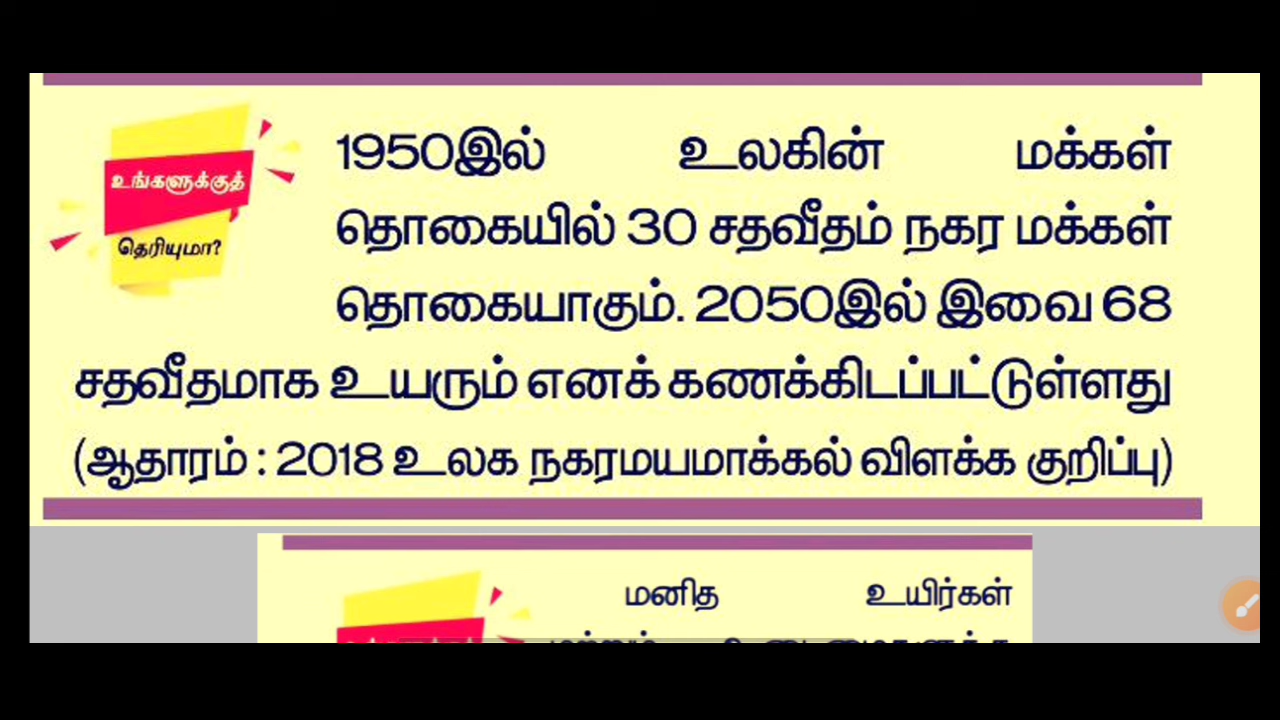 உங்களுக்குத்
தெரியுமா?
1950இல் உலகின் மக்கள்
தொகையில் 30 சதவீதம் நகர மக்கள்
தொகையாகும். 2050இல் இவை 68
சதவீதமாக உயரும் எனக் கணக்கிடப்பட்டுள்ளது
(ஆதாரம் : 2018 உலக நகரமயமாக்கல் விளக்க குறிப்பு)
மனித உயிர்கள்